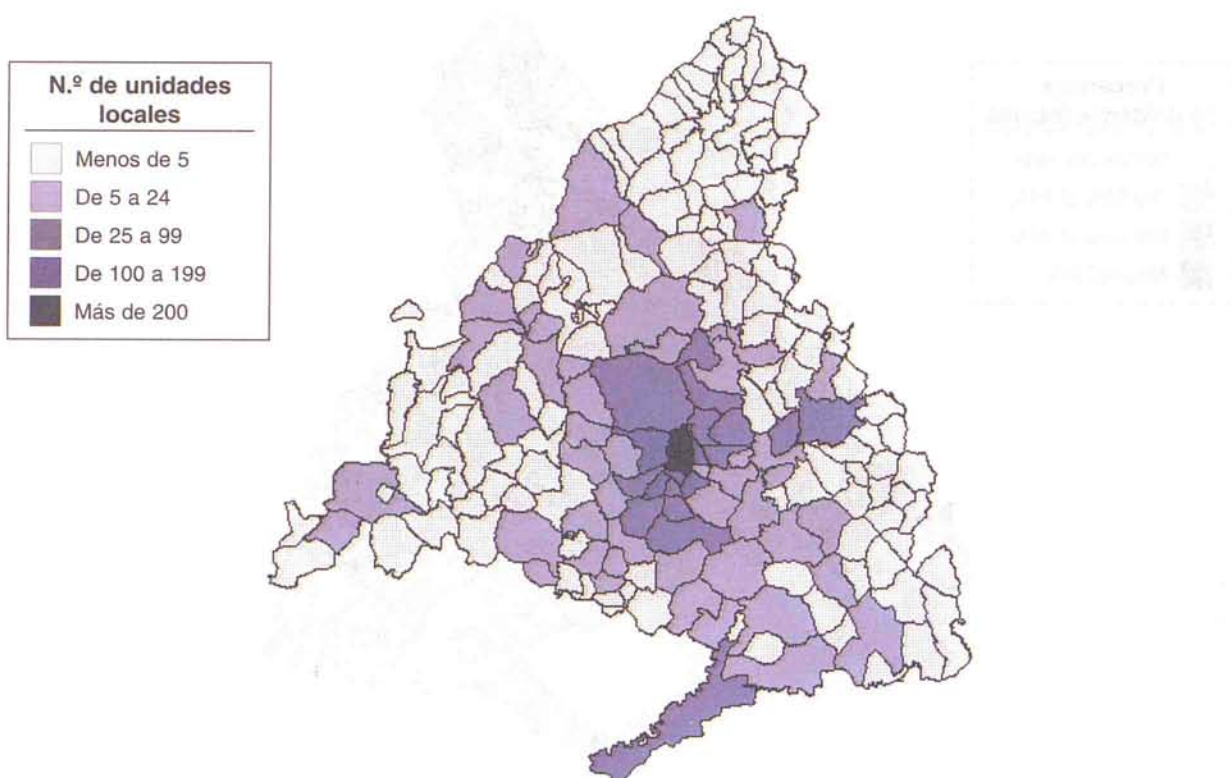 N.º de unidades
locales
Menos de 5
De 5 a 24
De 25 a 99
De 100 a 199
Más de 200